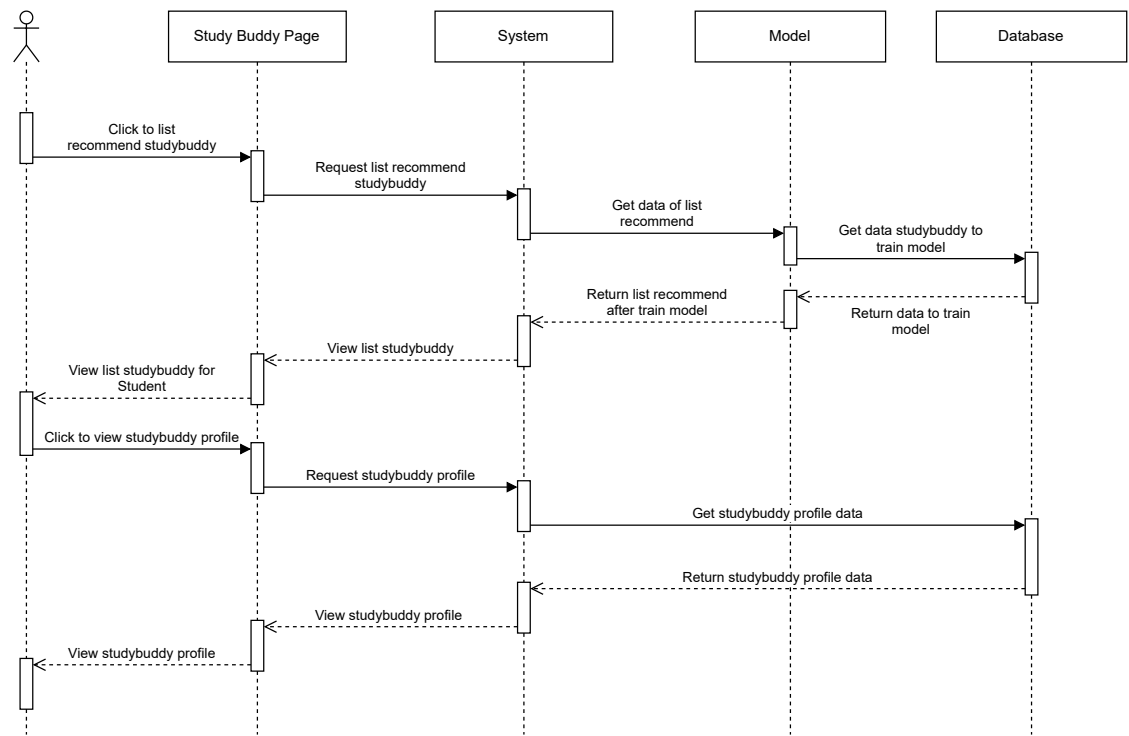 Study Buddy Page
System
Model
Database
Click to list
recommend studybuddy
Request list recommend
studybuddy
Get data of list
recommend
Get data studybuddy to
train model
Return list recommend
after train model
Return data to train
model
View list studybuddy
View list studybuddy for
Student
Click to view studybuddy profile
Request studybuddy profile
Get studybuddy profile data
Return studybuddy profile data
View studybuddy profile
View studybuddy profile